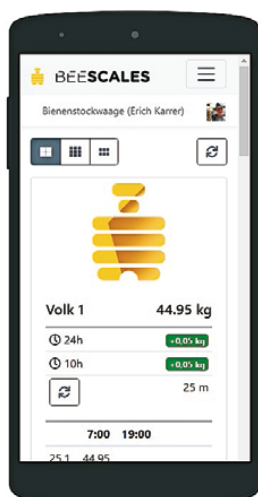 BEESCALES
Bienenstockwaage (Erich Karrer)
Volk 1 44.95 kg
24h +0,05 kg
10h +0,05 kg
25 m
7:00 19:00
25.1 44.95